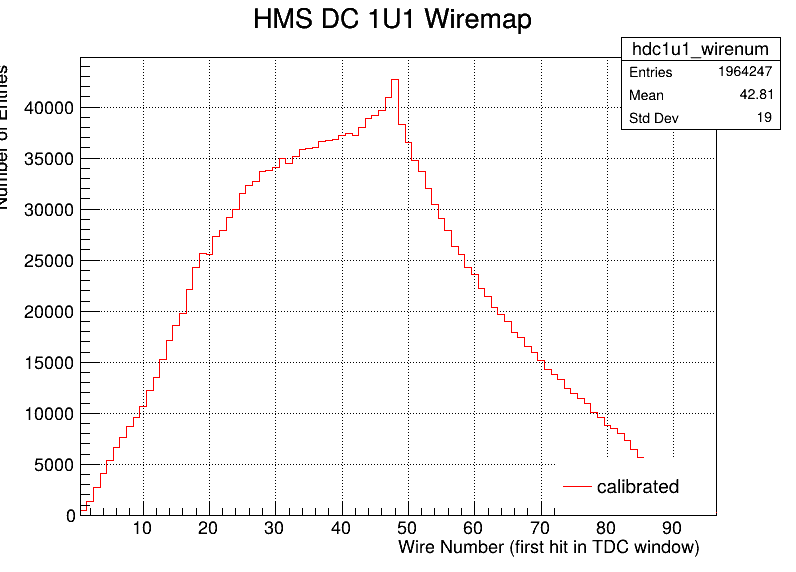 HMS DC 1U1 Wiremap
hdc1u1_wirenum
Entries 1964247
Mean 42.81
Std Dev 19
Number of Entries
40000
35000
30000
25000
20000
15000
10000
5000
0
calibrated
10 20 30 40 50 60 70 80 90
Wire Number (first hit in TDC window)